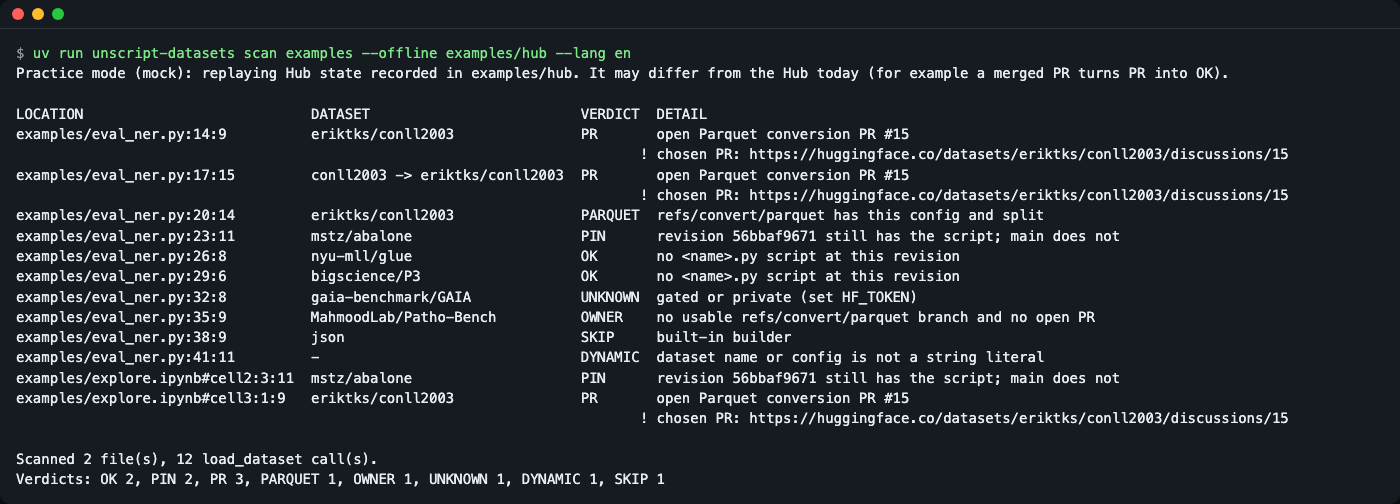 $ uv run unscript-datasets scan examples --offline examples/hub --lang en
Practice mode (mock): replaying Hub state recorded in examples/hub. It may differ from the Hub today (for example a merged PR turns PR into OK).
LOCATION DATASET VERDICT DETAIL
examples/eval_ner.py:14:9 eriktks/conll2003 PR open Parquet conversion PR #15
! chosen PR: https://huggingface.co/datasets/eriktks/conll2003/discussions/15
examples/eval_ner.py:17:15 conll2003 -> eriktks/conll2003 PR open Parquet conversion PR #15
! chosen PR: https://huggingface.co/datasets/eriktks/conll2003/discussions/15
examples/eval_ner.py:20:14 eriktks/conll2003 PARQUET refs/convert/parquet has this config and split
examples/eval_ner.py:23:11 mstz/abalone PIN revision 56bbaf9671 still has the script; main does not
examples/eval_ner.py:26:8 nyu-mll/glue OK no <name>.py script at this revision
examples/eval_ner.py:29:6 bigscience/P3 OK no <name>.py script at this revision
examples/eval_ner.py:32:8 gaia-benchmark/GAIA UNKNOWN gated or private (set HF_TOKEN)
examples/eval_ner.py:35:9 MahmoodLab/Patho-Bench OWNER no usable refs/convert/parquet branch and no open PR
examples/eval_ner.py:38:9 json SKIP built-in builder
examples/eval_ner.py:41:11 - DYNAMIC dataset name or config is not a string literal
examples/explore.ipynb#cell2:3:11 mstz/abalone PIN revision 56bbaf9671 still has the script; main does not
examples/explore.ipynb#cell3:1:9 eriktks/conll2003 PR open Parquet conversion PR #15
! chosen PR: https://huggingface.co/datasets/eriktks/conll2003/discussions/15
Scanned 2 file(s), 12 load_dataset call(s).
Verdicts: OK 2, PIN 2, PR 3, PARQUET 1, OWNER 1, UNKNOWN 1, DYNAMIC 1, SKIP 1